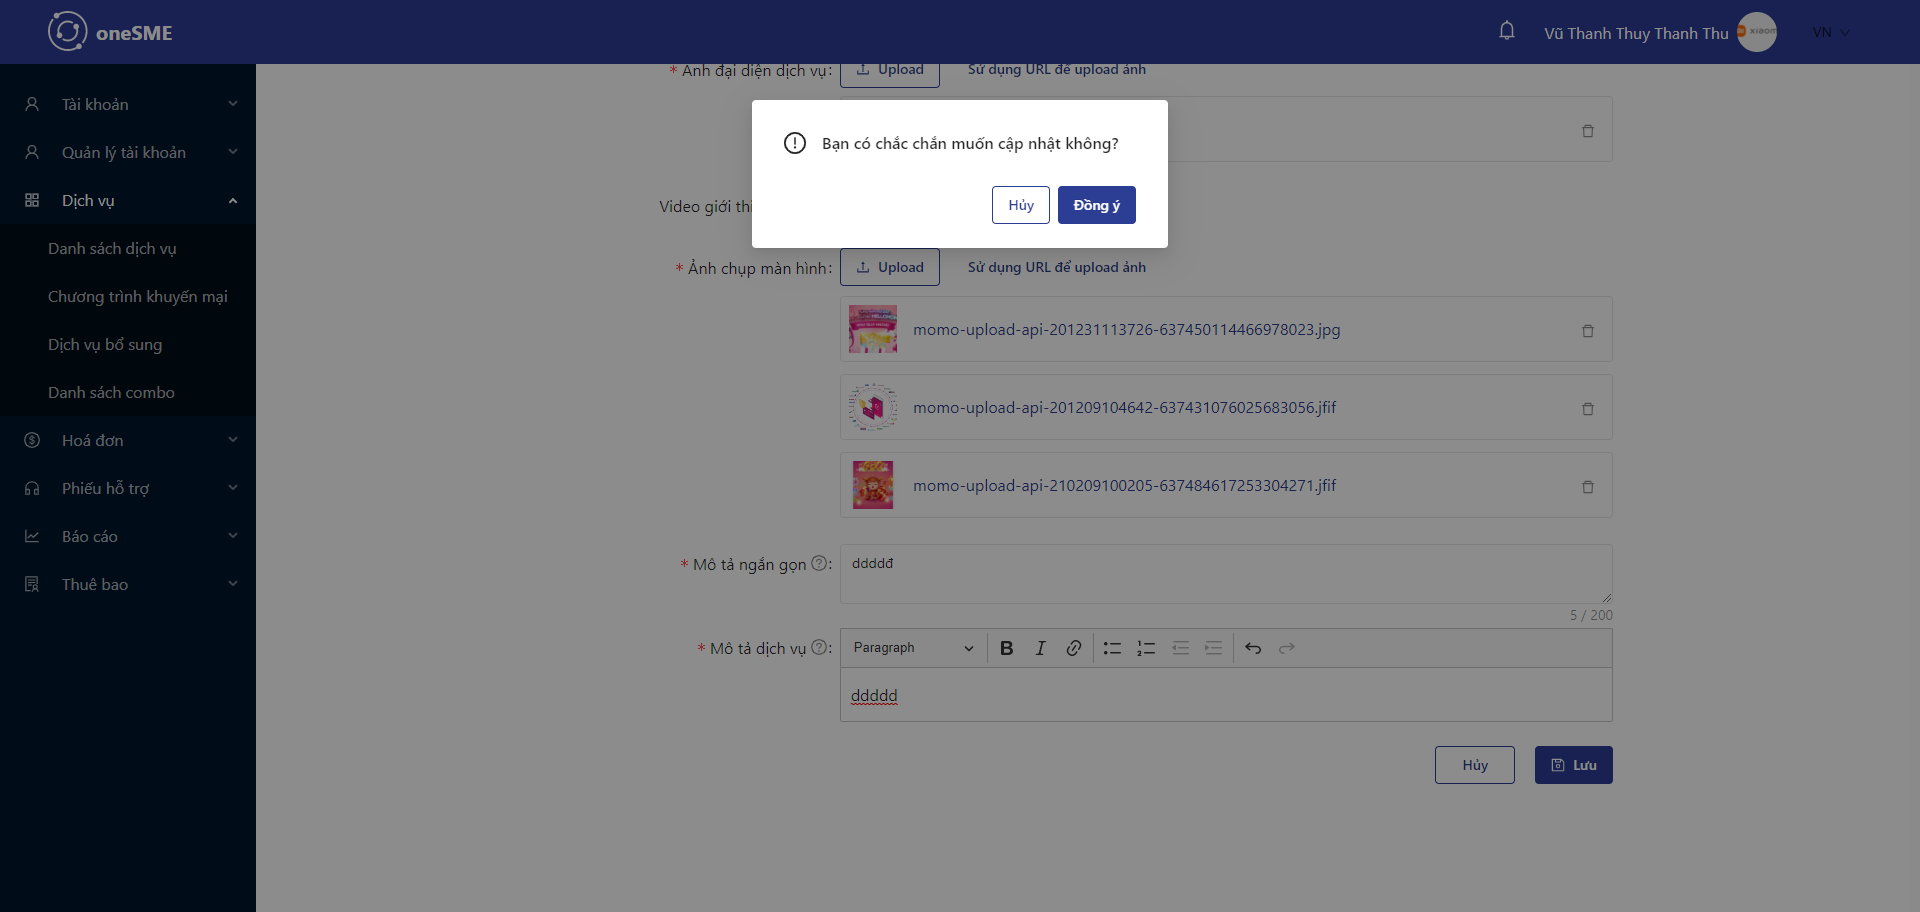 oneSME
Vũ Thanh Thuy Thanh Thu
VN
Tài khoản
Quản lý tài khoản
Dịch vụ
Danh sách dịch vụ
Chương trình khuyến mại
Dịch vụ bổ sung
Danh sách combo
Hoá đơn
Phiếu hỗ trợ
Báo cáo
Thuê bao
* Ảnh đại diện dịch vụ:
Upload
Sử dụng URL để upload ảnh
Bạn có chắc chắn muốn cập nhật không?
Hủy
Đồng ý
Video giới thi
* Ảnh chụp màn hình:
Upload
Sử dụng URL để upload ảnh
momo-upload-api-201231113726-637450114466978023.jpg
momo-upload-api-201209104642-637431076025683056.jfif
momo-upload-api-210209100205-637484617253304271.jfif
* Mô tả ngắn gọn :
ddddđ
5 / 200
* Mô tả dịch vụ :
Paragraph
ddddd
Hủy
Lưu